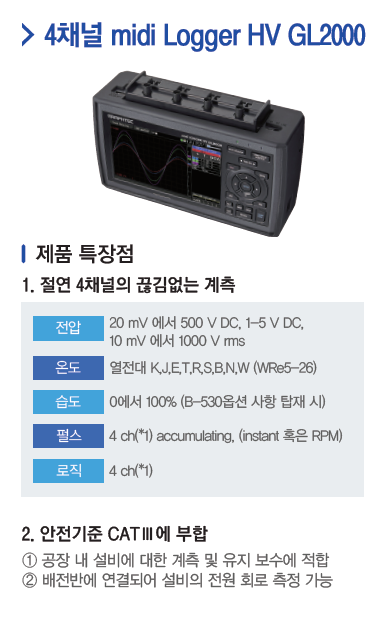 > 4채널 midi Logger HV GL2000
GRAPHTEC
제품 특장점
1. 절연 4채널의 끊김없는 계측
전압 20 mV 에서 500 V DC, 1-5 V DC,
10 mV 에서 1000 V rms
온도 열전대 K,J,E,T,R,S,B,N,W (WRe5-26)
습도 0에서 100% (B-530옵션 사항 탑재 시)
펄스 4 ch(*1) accumulating, (instant 혹은 RPM)
로직 4 ch(*1)
2. 안전기준 CATⅢ에 부합
① 공장 내 설비에 대한 계측 및 유지 보수에 적합
② 배전반에 연결되어 설비의 전원 회로 측정 가능